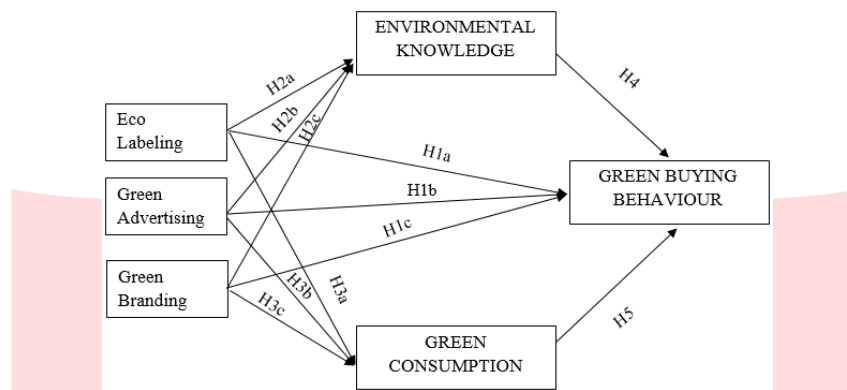 ENVIRONMENTAL
KNOWLEDGE
H2a
H2b
H2c
H4
Eco
Labeling
H1a
Green
Advertising
H1b
GREEN BUYING
BEHAVIOUR
H1c
Green
Branding
H3a
H3b
H3c
H5
GREEN
CONSUMPTION